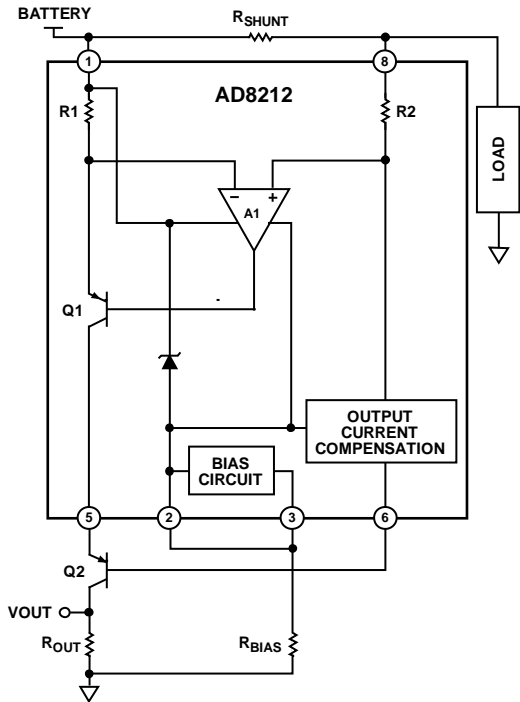 BATTERY
RSHUNT
1
8
AD8212
R1
R2
LOAD
− +
A1
Q1
OUTPUT
CURRENT
COMPENSATION
BIAS
CIRCUIT
5
2
3
6
Q2
VOUT
ROUT
RBIAS